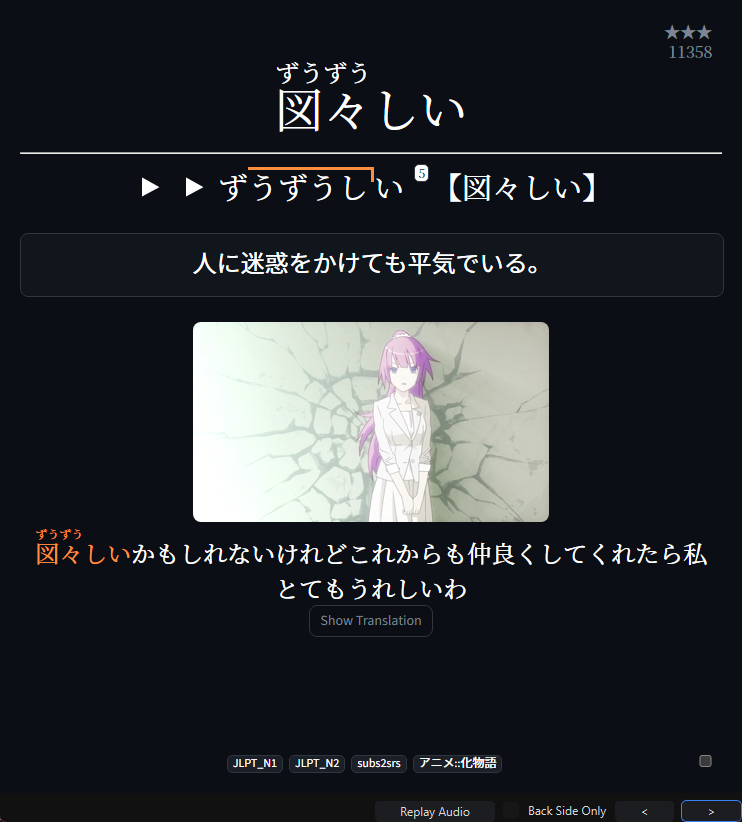 ★★★
11358
ずうずう
図々しい
ずうずうしい 5 【図々しい】
人に迷惑をかけても平気でいる。
ずうずう
図々しいかもしれないけれどこれからも仲良くしてくれたら私
とてもうれしいわ
Show Translation
JLPT_N1 JLPT_N2 subs2srs アニメ::化物語
Replay Audio Back Side Only < >